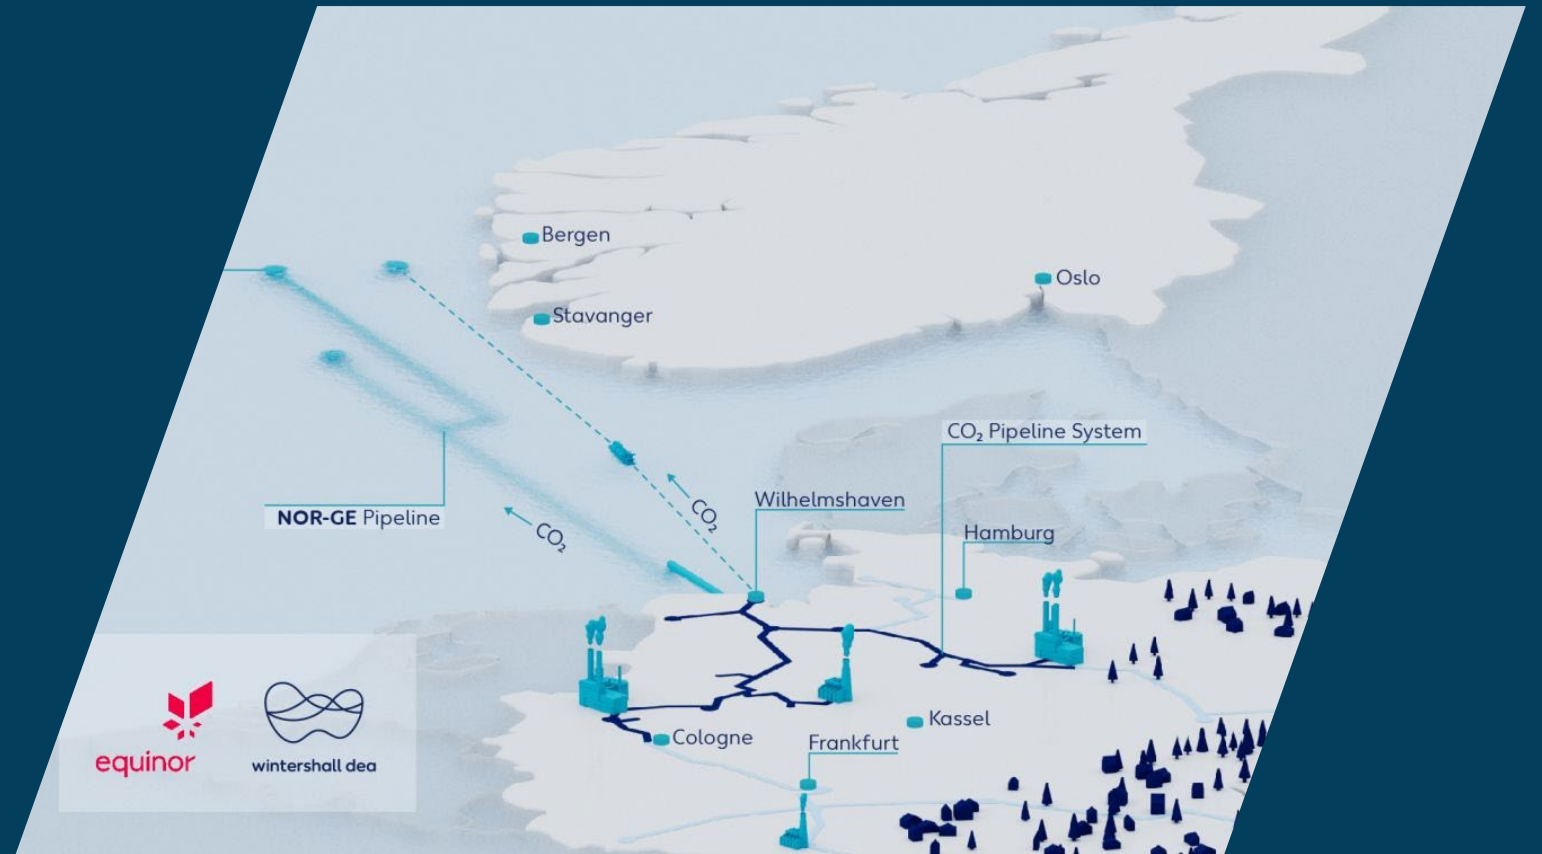 Bergen
Oslo
Stavanger
CO₂ Pipeline System
Wilhelmshaven
CO₂
NOR-GE Pipeline
CO₂
Hamburg
Kassel
Cologne
Frankfurt
equinor
wintershall dea